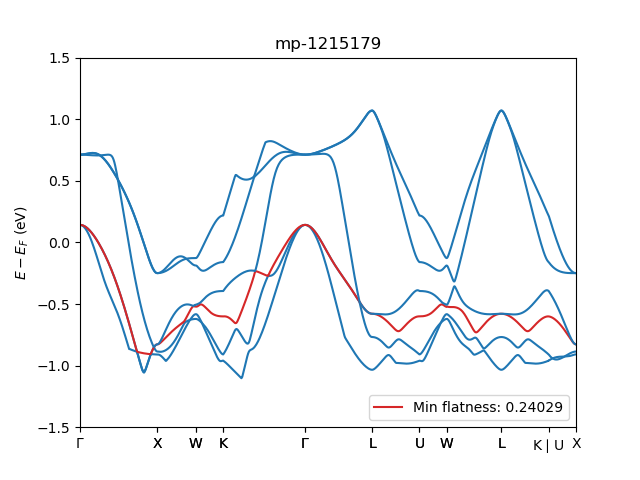 mp-1215179
E − E_F (eV)
1.5
1.0
0.5
0.0
−0.5
−1.0
−1.5
Min flatness: 0.24029
Γ X W K Γ L U W L K | U X